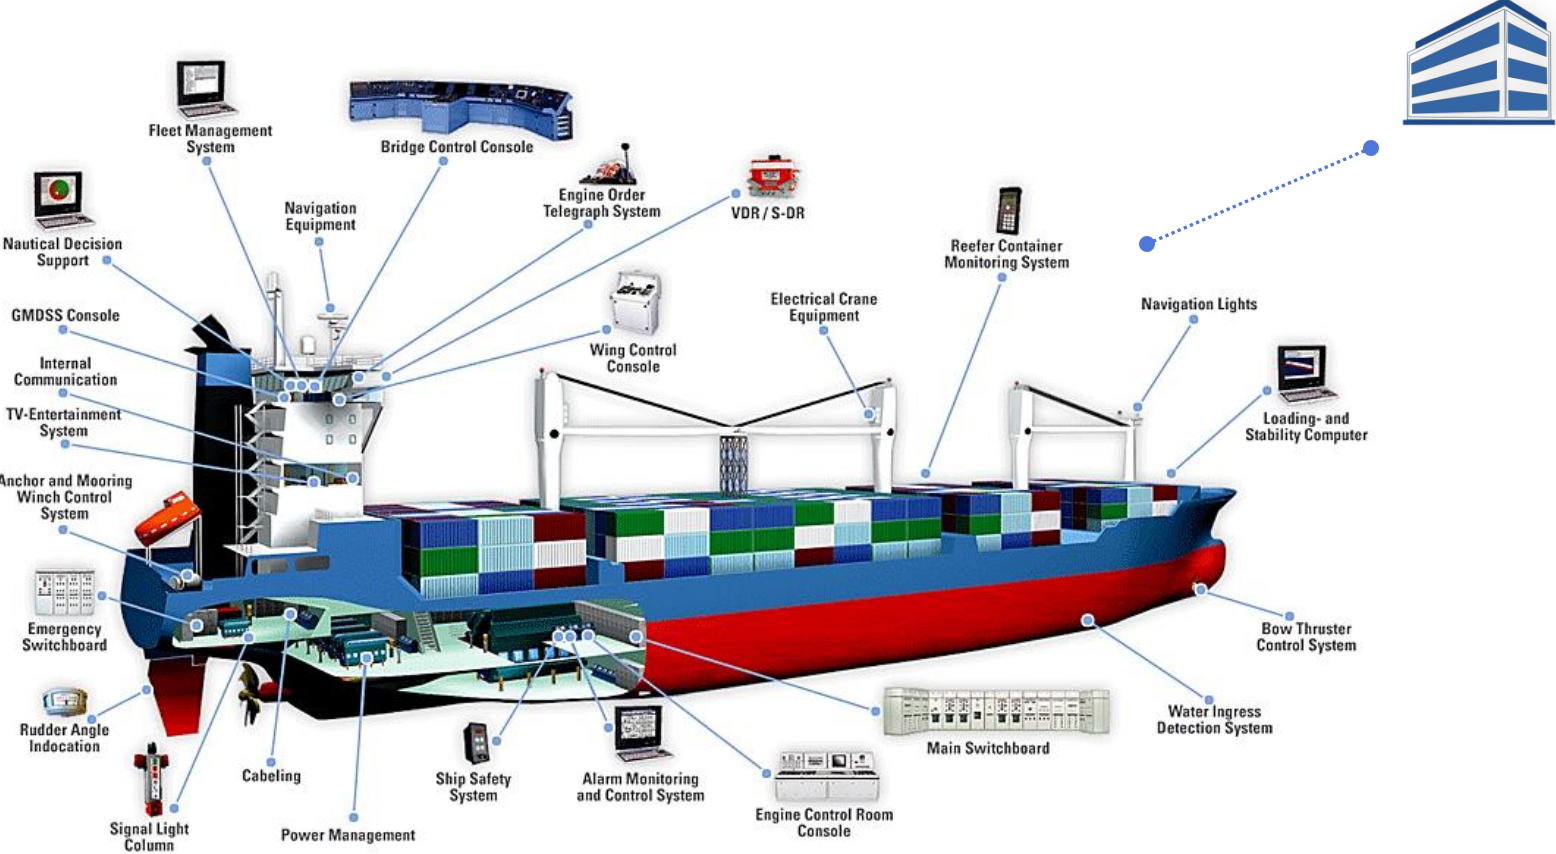 Fleet Management
System
Bridge Control Console
Nautical Decision
Support
Navigation
Equipment
Engine Order
Telegraph System
VDR / S-DR
Reefer Container
Monitoring System
GMDSS Console
Internal
Communication
TV-Entertainment
System
Anchor and Mooring
Winch Control
System
Wing Control
Console
Electrical Crane
Equipment
Navigation Lights
Loading- and
Stability Computer
Emergency
Switchboard
Rudder Angle
Indocation
Signal Light
Column
Cabeling
Power Management
Ship Safety
System
Alarm Monitoring
and Control System
Engine Control Room
Console
Main Switchboard
Water Ingress
Detection System
Bow Thruster
Control System